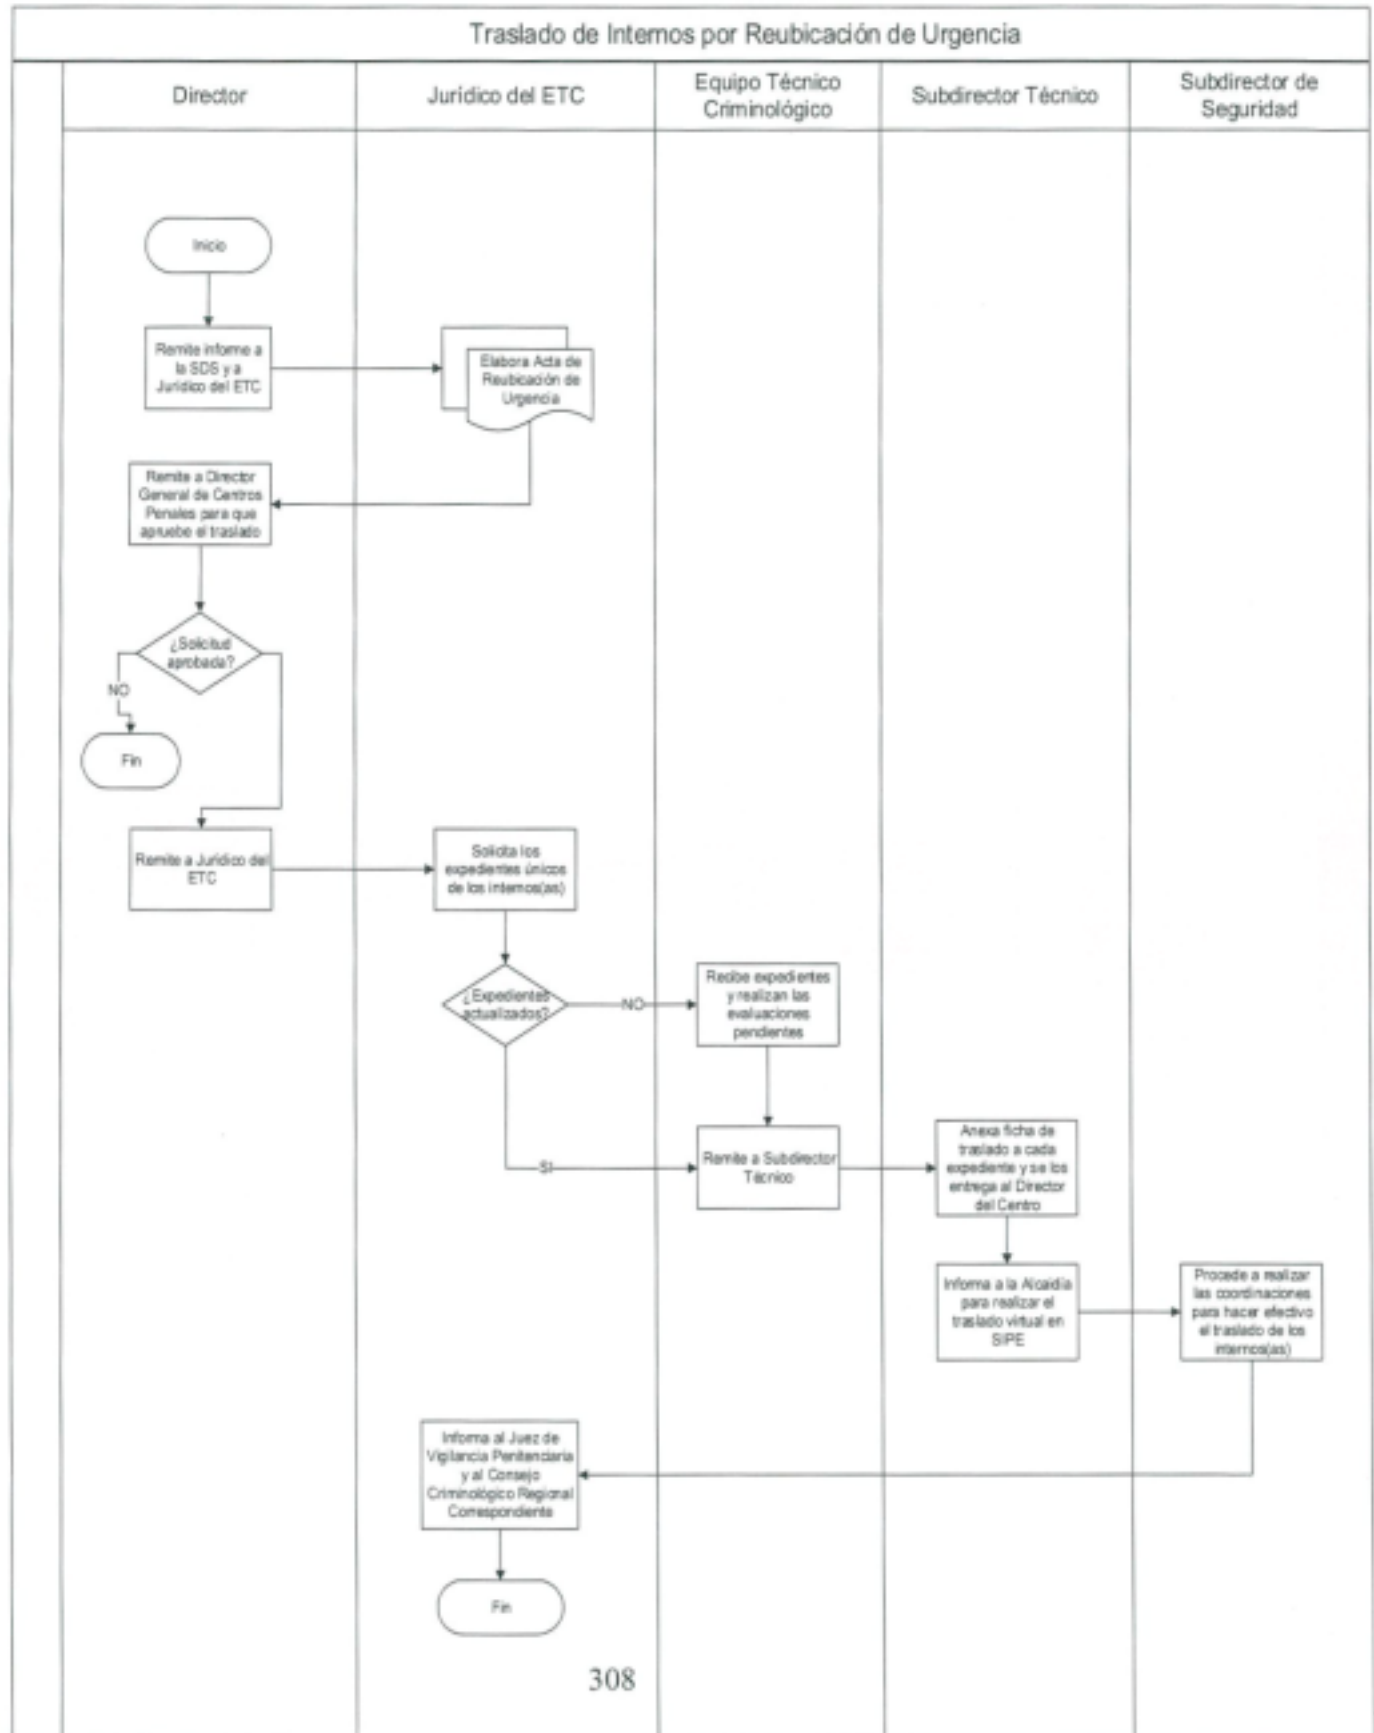 Traslado de Internos por Reubicación de Urgencia
Director
Jurídico del ETC
Equipo Técnico
Criminológico
Subdirector Técnico
Subdirector de
Seguridad
Inicio
Remite informe a
la SDS y a
Jurídico del ETC
Elabora Acta de
Reubicación de
Urgencia
Remite a Director
General de Centros
Penales para que
apruebe el traslado
¿Solicitud
aprobada?
NO
Fin
Remite a Jurídico del
ETC
Solicita los
expedientes únicos
de los internos(as)
¿Expedientes
actualizados?
NO
Recibe expedientes
y realizan las
evaluaciones
pendientes
SI
Remite a Subdirector
Técnico
Anexa ficha de
traslado a cada
expediente y se los
entrega al Director
del Centro
Informa a la Alcaidía
para realizar el
traslado virtual en
SIPE
Procede a realizar
las coordinaciones
para hacer efectivo
el traslado de los
internos(as)
Informa al Juez de
Vigilancia Penitenciaria
y al Consejo
Criminológico Regional
Correspondiente
Fin
308